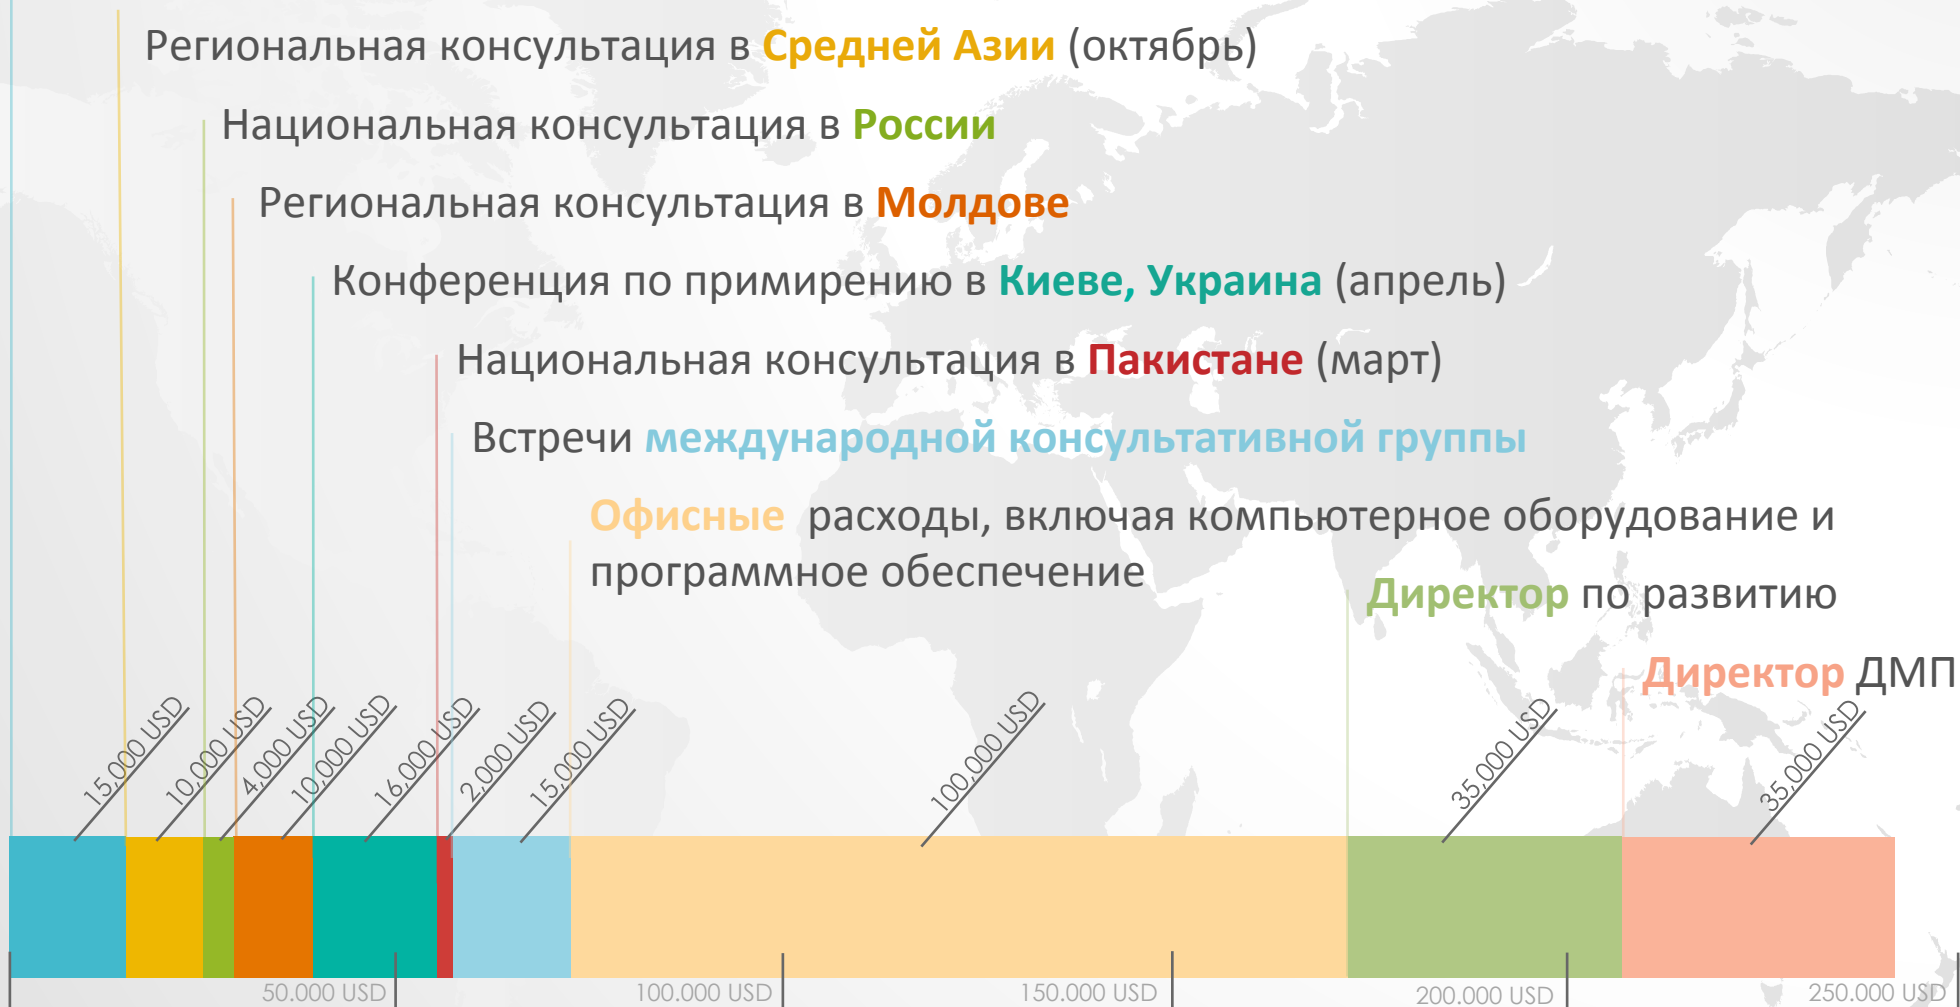 Региональная консультация в Средней Азии (октябрь)
Национальная консультация в России
Региональная консультация в Молдове
Конференция по примирению в Киеве, Украина (апрель)
Национальная консультация в Пакистане (март)
Встречи международной консультативной группы
Офисные расходы, включая компьютерное оборудование и
программное обеспечение
Директор по развитию
Директор ДМП
15,000 USD
10,000 USD
4,000 USD
10,000 USD
16,000 USD
2,000 USD
15,000 USD
100,000 USD
35,000 USD
35,000 USD
50.000 USD
100.000 USD
150.000 USD
200.000 USD
250.000 USD